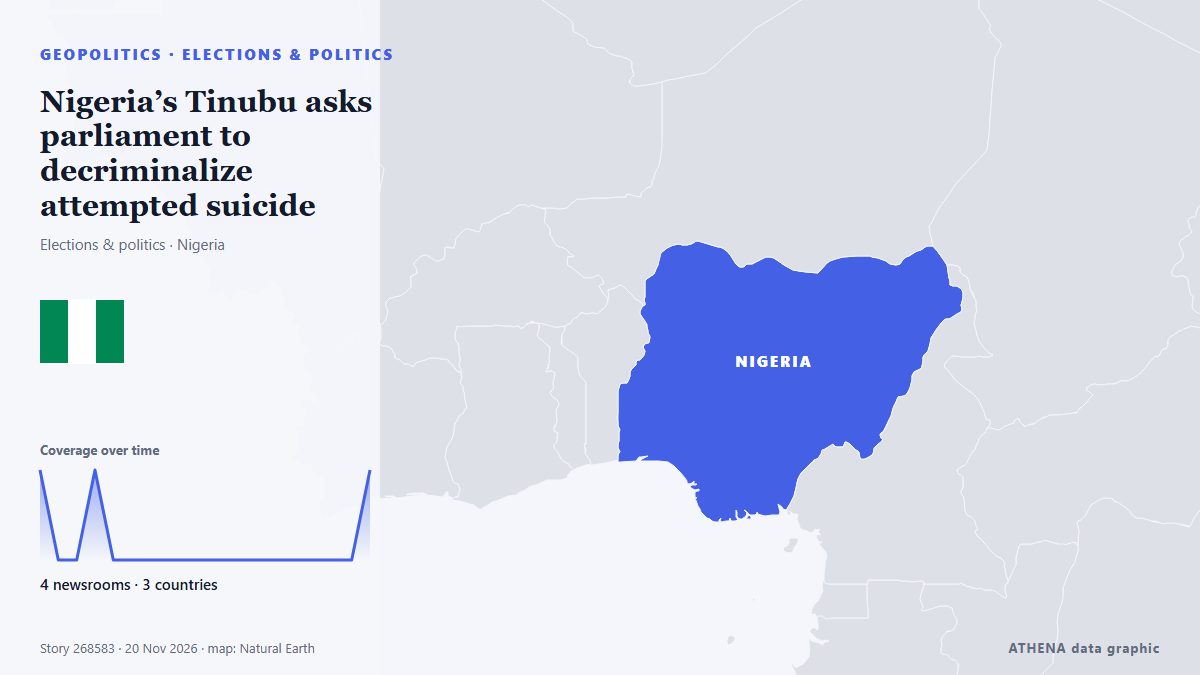 GEOPOLITICS · ELECTIONS & POLITICS
Nigeria’s Tinubu asks
parliament to
decriminalize
attempted suicide
Elections & politics · Nigeria
NIGERIA
Coverage over time
4 newsrooms · 3 countries
Story 268583 · 20 Nov 2026 · map: Natural Earth
ATHENA data graphic